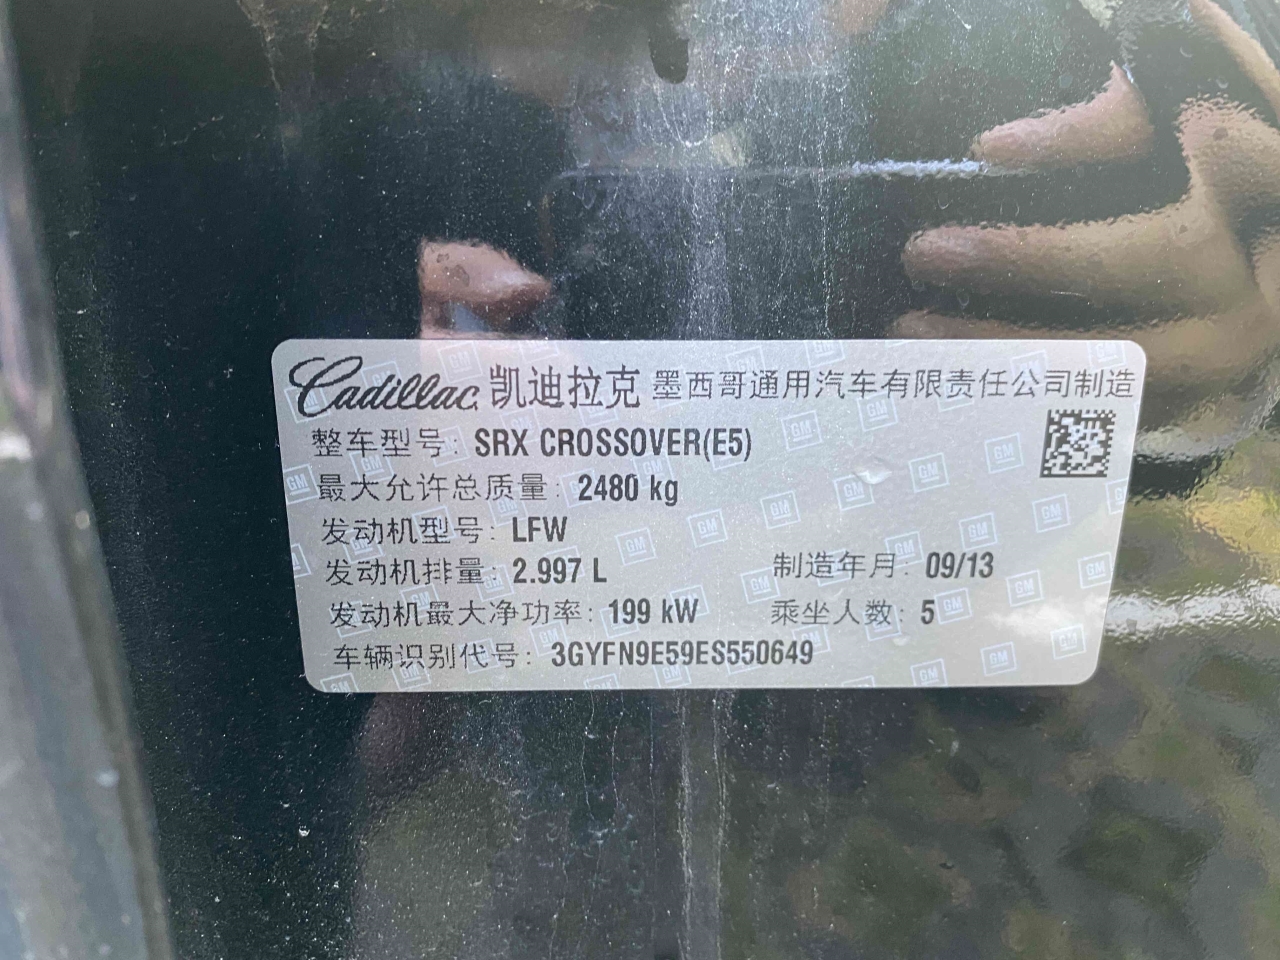 Cadillac 凯迪拉克 墨西哥通用汽车有限责任公司制造
整车型号: SRX CROSSOVER(E5)
最大允许总质量: 2480 kg
发动机型号: LFW
发动机排量: 2.997 L 制造年月: 09/13
发动机最大净功率: 199 kW 乘坐人数: 5
车辆识别代号: 3GYFN9E59ES550649